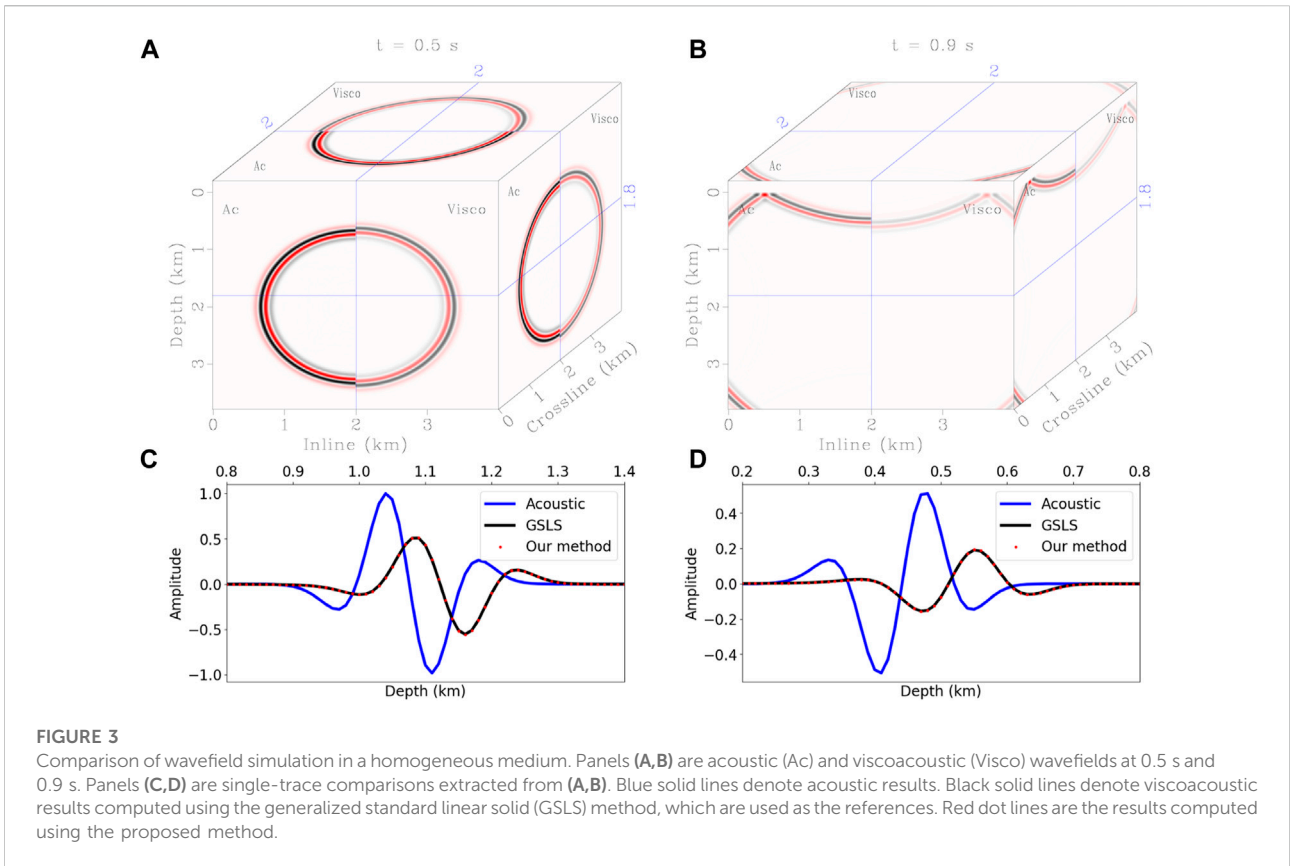 A
t = 0.5 s
2
2
Visco
Visco
Ac
Ac
Ac
Visco
1.8
0
1
2
3
Depth (km)
0
1
2
3
Inline (km)
0
1
2
3
Crossline (km)
B
t = 0.9 s
2
2
Visco
Visco
Ac
Ac
Ac
Visco
1.8
0
1
2
3
Depth (km)
0
1
2
3
Inline (km)
0
1
2
3
Crossline (km)
C
0.8 0.9 1.0 1.1 1.2 1.3 1.4
1.0
0.5
0.0
−0.5
−1.0
Amplitude
Acoustic
GSLS
Our method
Depth (km)
D
0.2 0.3 0.4 0.5 0.6 0.7 0.8
0.4
0.2
0.0
−0.2
−0.4
Amplitude
Acoustic
GSLS
Our method
Depth (km)
FIGURE 3
Comparison of wavefield simulation in a homogeneous medium. Panels (A,B) are acoustic (Ac) and viscoacoustic (Visco) wavefields at 0.5 s and
0.9 s. Panels (C,D) are single-trace comparisons extracted from (A,B). Blue solid lines denote acoustic results. Black solid lines denote viscoacoustic
results computed using the generalized standard linear solid (GSLS) method, which are used as the references. Red dot lines are the results computed
using the proposed method.